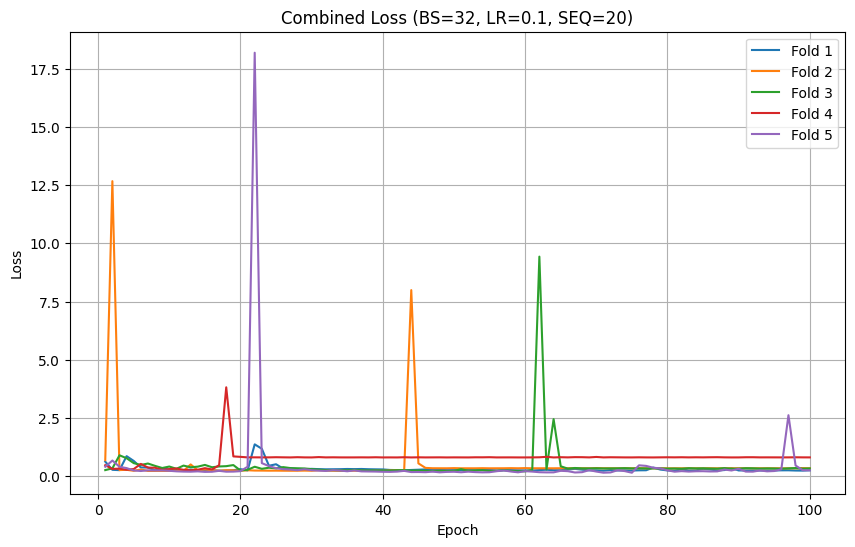 Combined Loss (BS=32, LR=0.1, SEQ=20)
Fold 1
Fold 2
Fold 3
Fold 4
Fold 5
Loss
17.5
15.0
12.5
10.0
7.5
5.0
2.5
0.0
0 20 40 60 80 100
Epoch